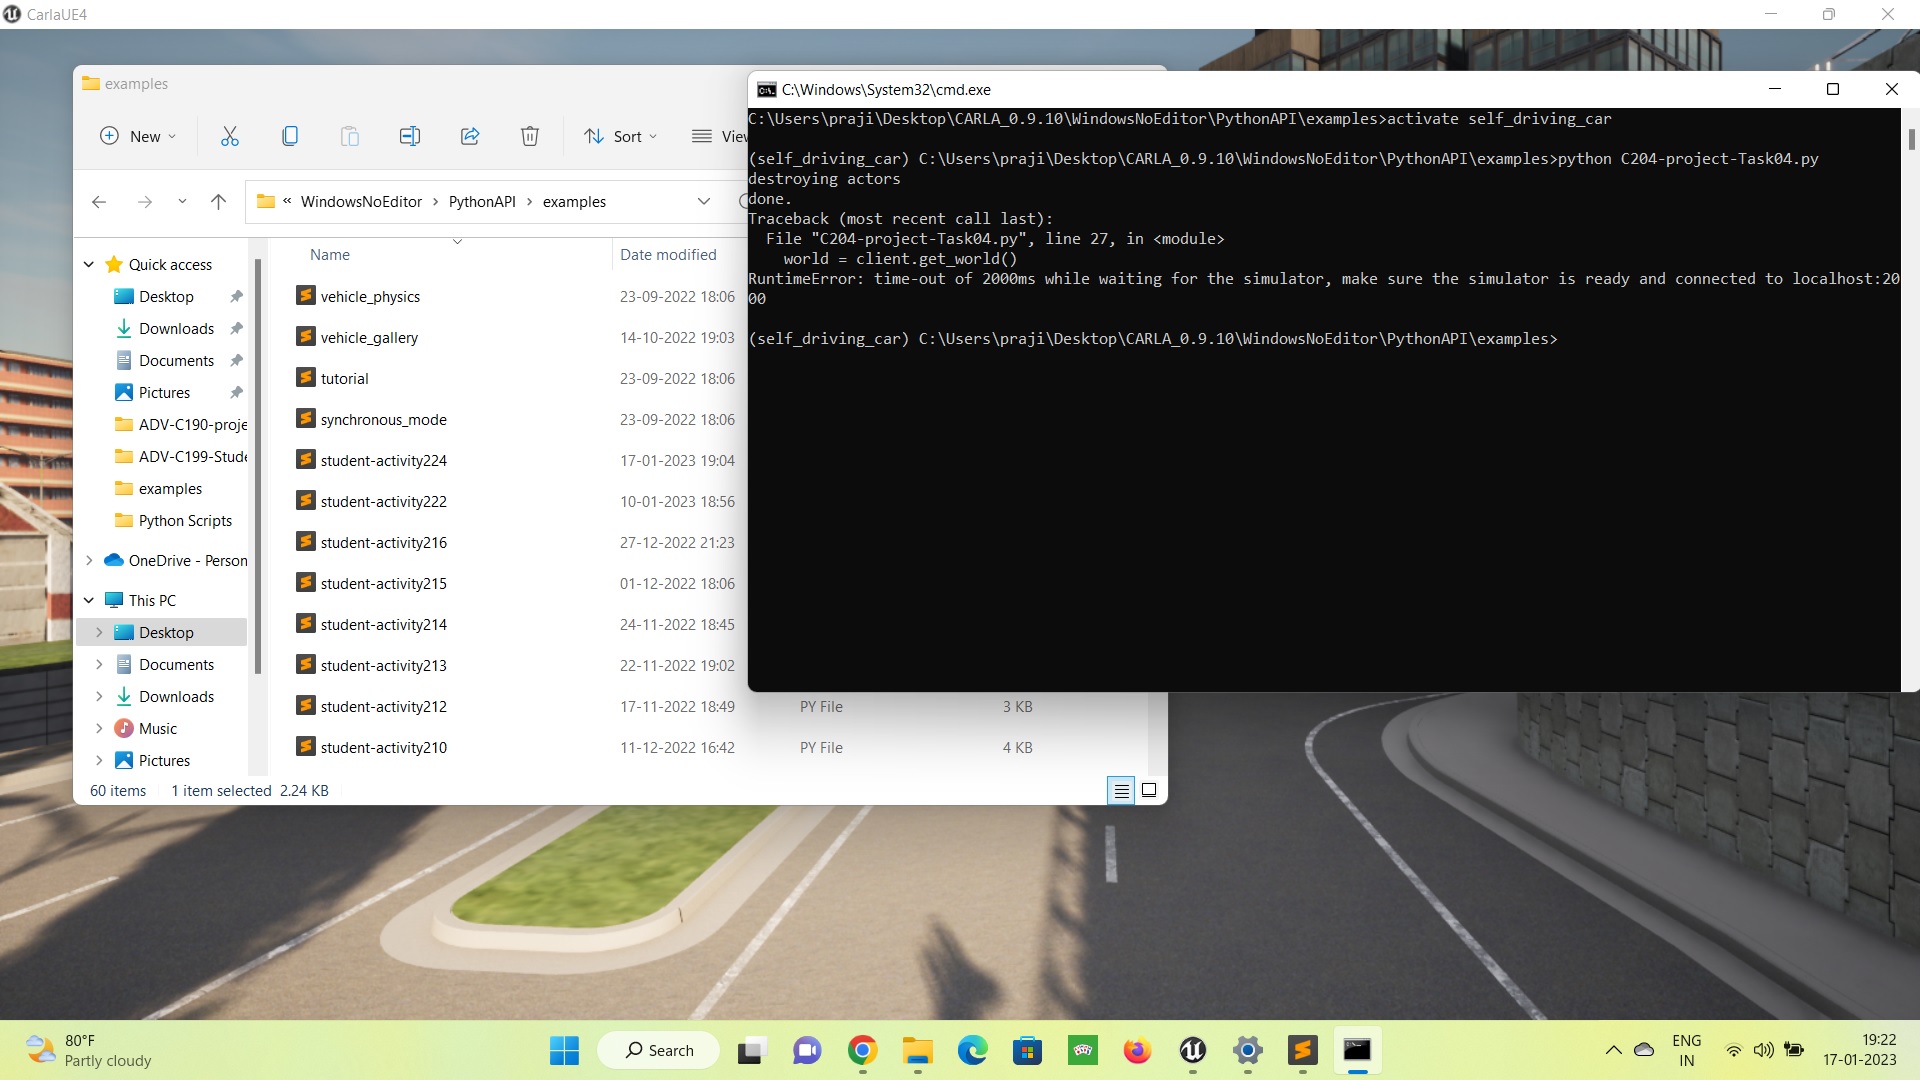 CarlaUE4
examples
New
Sort
View
« WindowsNoEditor › PythonAPI › examples
Quick access
Desktop
Downloads
Documents
Pictures
ADV-C190-proje
ADV-C199-Stude
examples
Python Scripts
OneDrive - Person
This PC
Desktop
Documents
Downloads
Music
Pictures
Name Date modified
vehicle_physics 23-09-2022 18:06
vehicle_gallery 14-10-2022 19:03
tutorial 23-09-2022 18:06
synchronous_mode 23-09-2022 18:06
student-activity224 17-01-2023 19:04
student-activity222 10-01-2023 18:56
student-activity216 27-12-2022 21:23
student-activity215 01-12-2022 18:06
student-activity214 24-11-2022 18:45
student-activity213 22-11-2022 19:02
student-activity212 17-11-2022 18:49 PY File 3 KB
student-activity210 11-12-2022 16:42 PY File 4 KB
60 items 1 item selected 2.24 KB
C:\Windows\System32\cmd.exe
C:\Users\praji\Desktop\CARLA_0.9.10\WindowsNoEditor\PythonAPI\examples>activate self_driving_car
(self_driving_car) C:\Users\praji\Desktop\CARLA_0.9.10\WindowsNoEditor\PythonAPI\examples>python C204-project-Task04.py
destroying actors
done.
Traceback (most recent call last):
File "C204-project-Task04.py", line 27, in <module>
world = client.get_world()
RuntimeError: time-out of 2000ms while waiting for the simulator, make sure the simulator is ready and connected to localhost:20
00
(self_driving_car) C:\Users\praji\Desktop\CARLA_0.9.10\WindowsNoEditor\PythonAPI\examples>
80°F
Partly cloudy
Search
ENG
IN
19:22
17-01-2023